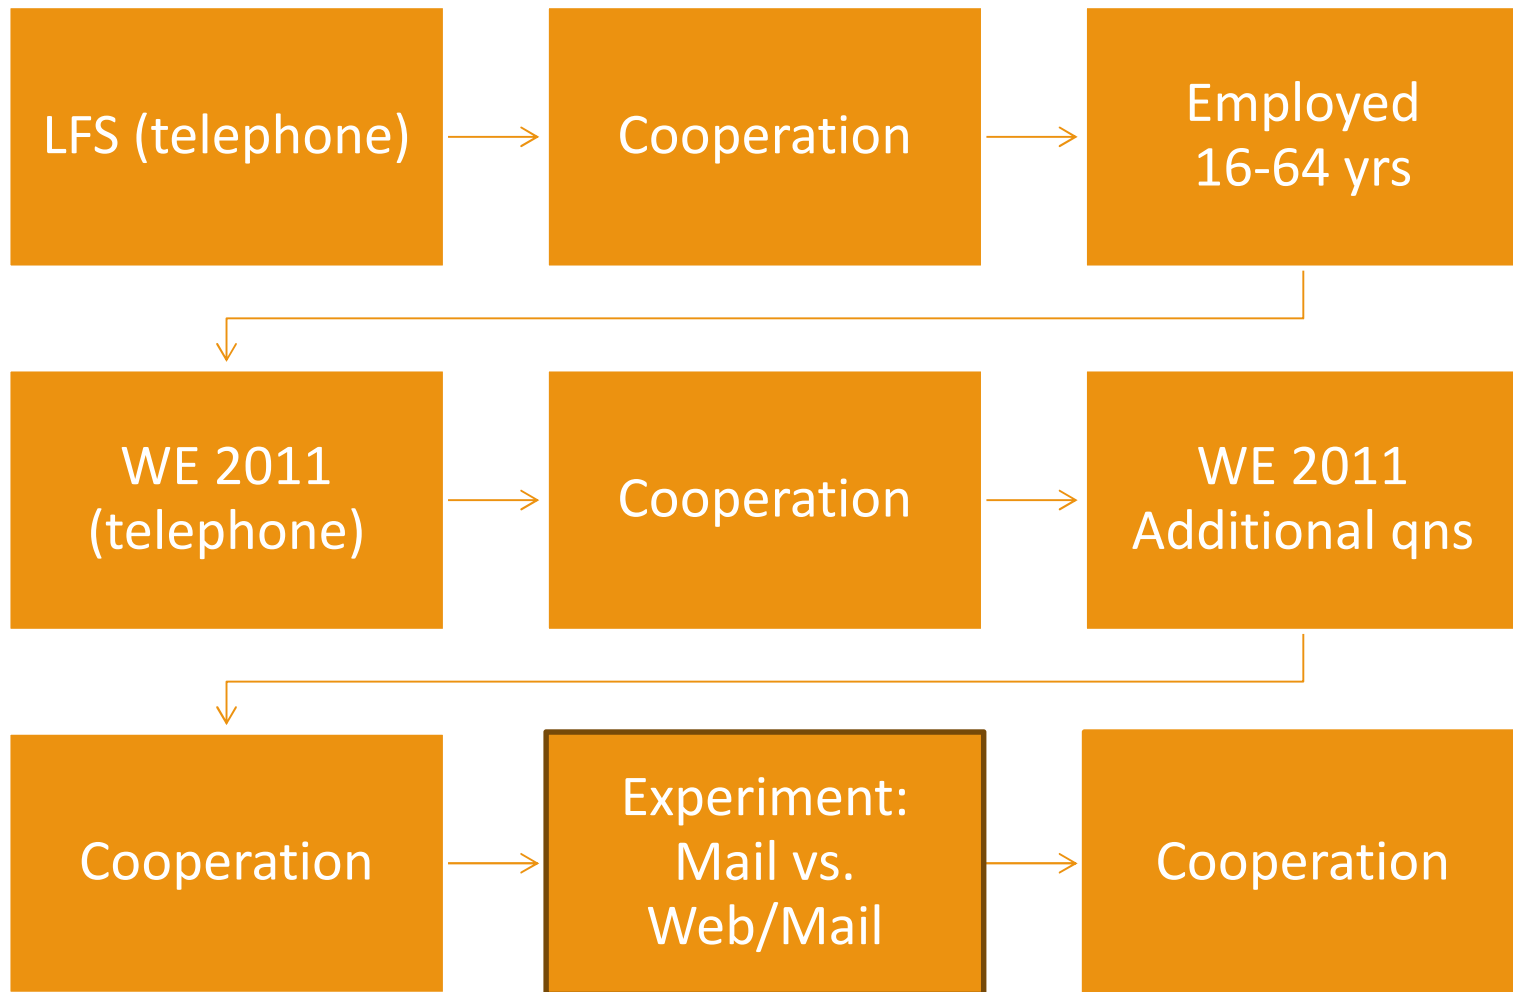 LFS (telephone)
Cooperation
Employed
16-64 yrs
WE 2011
(telephone)
Cooperation
WE 2011
Additional qns
Cooperation
Experiment:
Mail vs.
Web/Mail
Cooperation